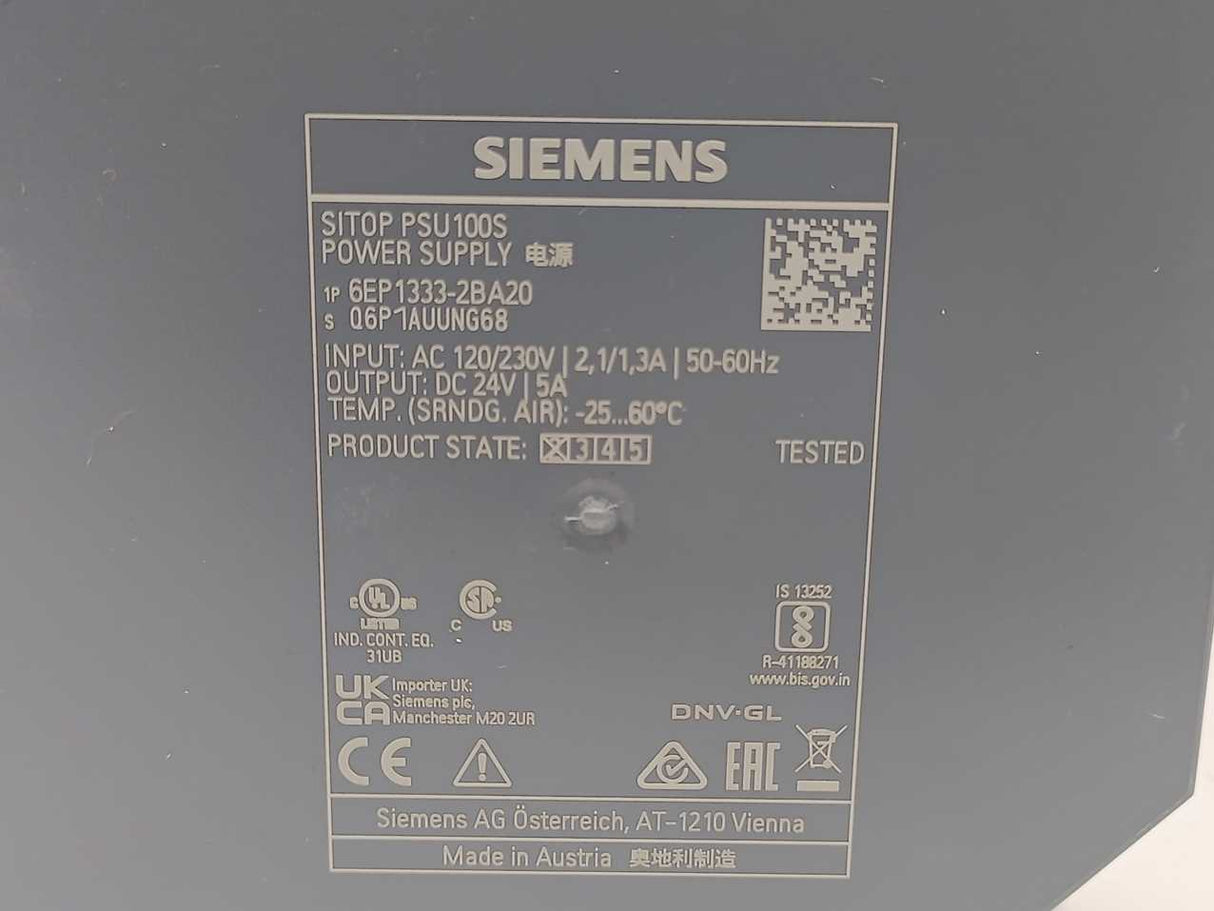 SIEMENS
SITOP PSU100S
POWER SUPPLY 电源
1P 6EP1333-2BA20
S Q6P1AUUNG68
INPUT: AC 120/230V | 2,1/1,3A | 50-60Hz
OUTPUT: DC 24V | 5A
TEMP. (SRNDG. AIR): -25...60°C
PRODUCT STATE: X 3 4 5 TESTED
C UL US
LISTED
IND. CONT. EQ.
31UB
C SA US
IS 13252
R-41188271
www.bis.gov.in
UK
CA
Importer UK:
Siemens plc,
Manchester M20 2UR
DNV·GL
CE
EAC
Siemens AG Österreich, AT-1210 Vienna
Made in Austria 奥地利制造